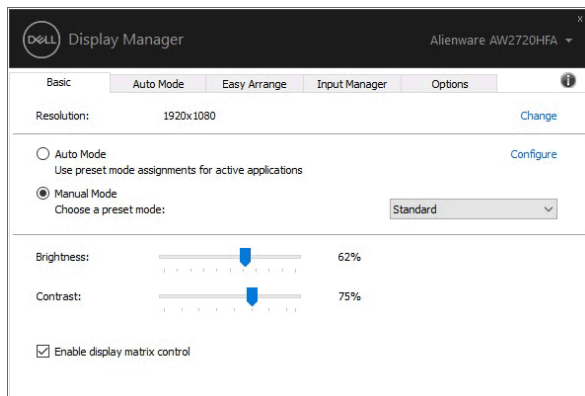 DELL Display Manager Alienware AW2720HFA
x
Basic Auto Mode Easy Arrange Input Manager Options i
Resolution: 1920x1080 Change
Auto Mode Configure
Use preset mode assignments for active applications
Manual Mode
Choose a preset mode: Standard
Brightness: 62%
Contrast: 75%
Enable display matrix control